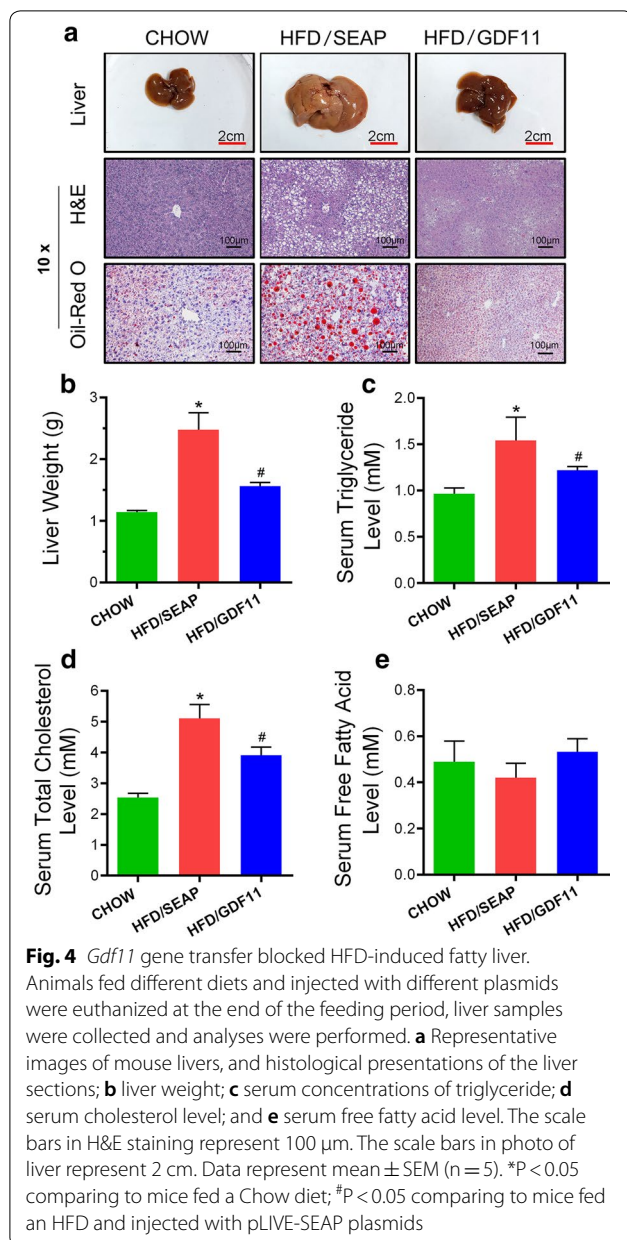 a
CHOW HFD/SEAP HFD/GDF11
Liver
2cm 2cm 2cm
10 x
H&E
100μm 100μm 100μm
Oil-Red O
100μm 100μm 100μm
b
Liver Weight (g)
3
2
1
0
* #
CHOW HFD/SEAP HFD/GDF11
c
Serum Triglyceride
Level (mM)
2.0
1.5
1.0
0.5
0.0
* #
CHOW HFD/SEAP HFD/GDF11
d
Serum Total Cholesterol
Level (mM)
6
5
4
3
2
1
0
* #
CHOW HFD/SEAP HFD/GDF11
e
Serum Free Fatty Acid
Level (mM)
0.8
0.6
0.4
0.2
0.0
CHOW HFD/SEAP HFD/GDF11
Fig. 4 Gdf11 gene transfer blocked HFD-induced fatty liver.
Animals fed different diets and injected with different plasmids
were euthanized at the end of the feeding period, liver samples
were collected and analyses were performed. a Representative
images of mouse livers, and histological presentations of the liver
sections; b liver weight; c serum concentrations of triglyceride; d
serum cholesterol level; and e serum free fatty acid level. The scale
bars in H&E staining represent 100 μm. The scale bars in photo of
liver represent 2 cm. Data represent mean ± SEM (n = 5). *P < 0.05
comparing to mice fed a Chow diet; #P < 0.05 comparing to mice fed
an HFD and injected with pLIVE-SEAP plasmids